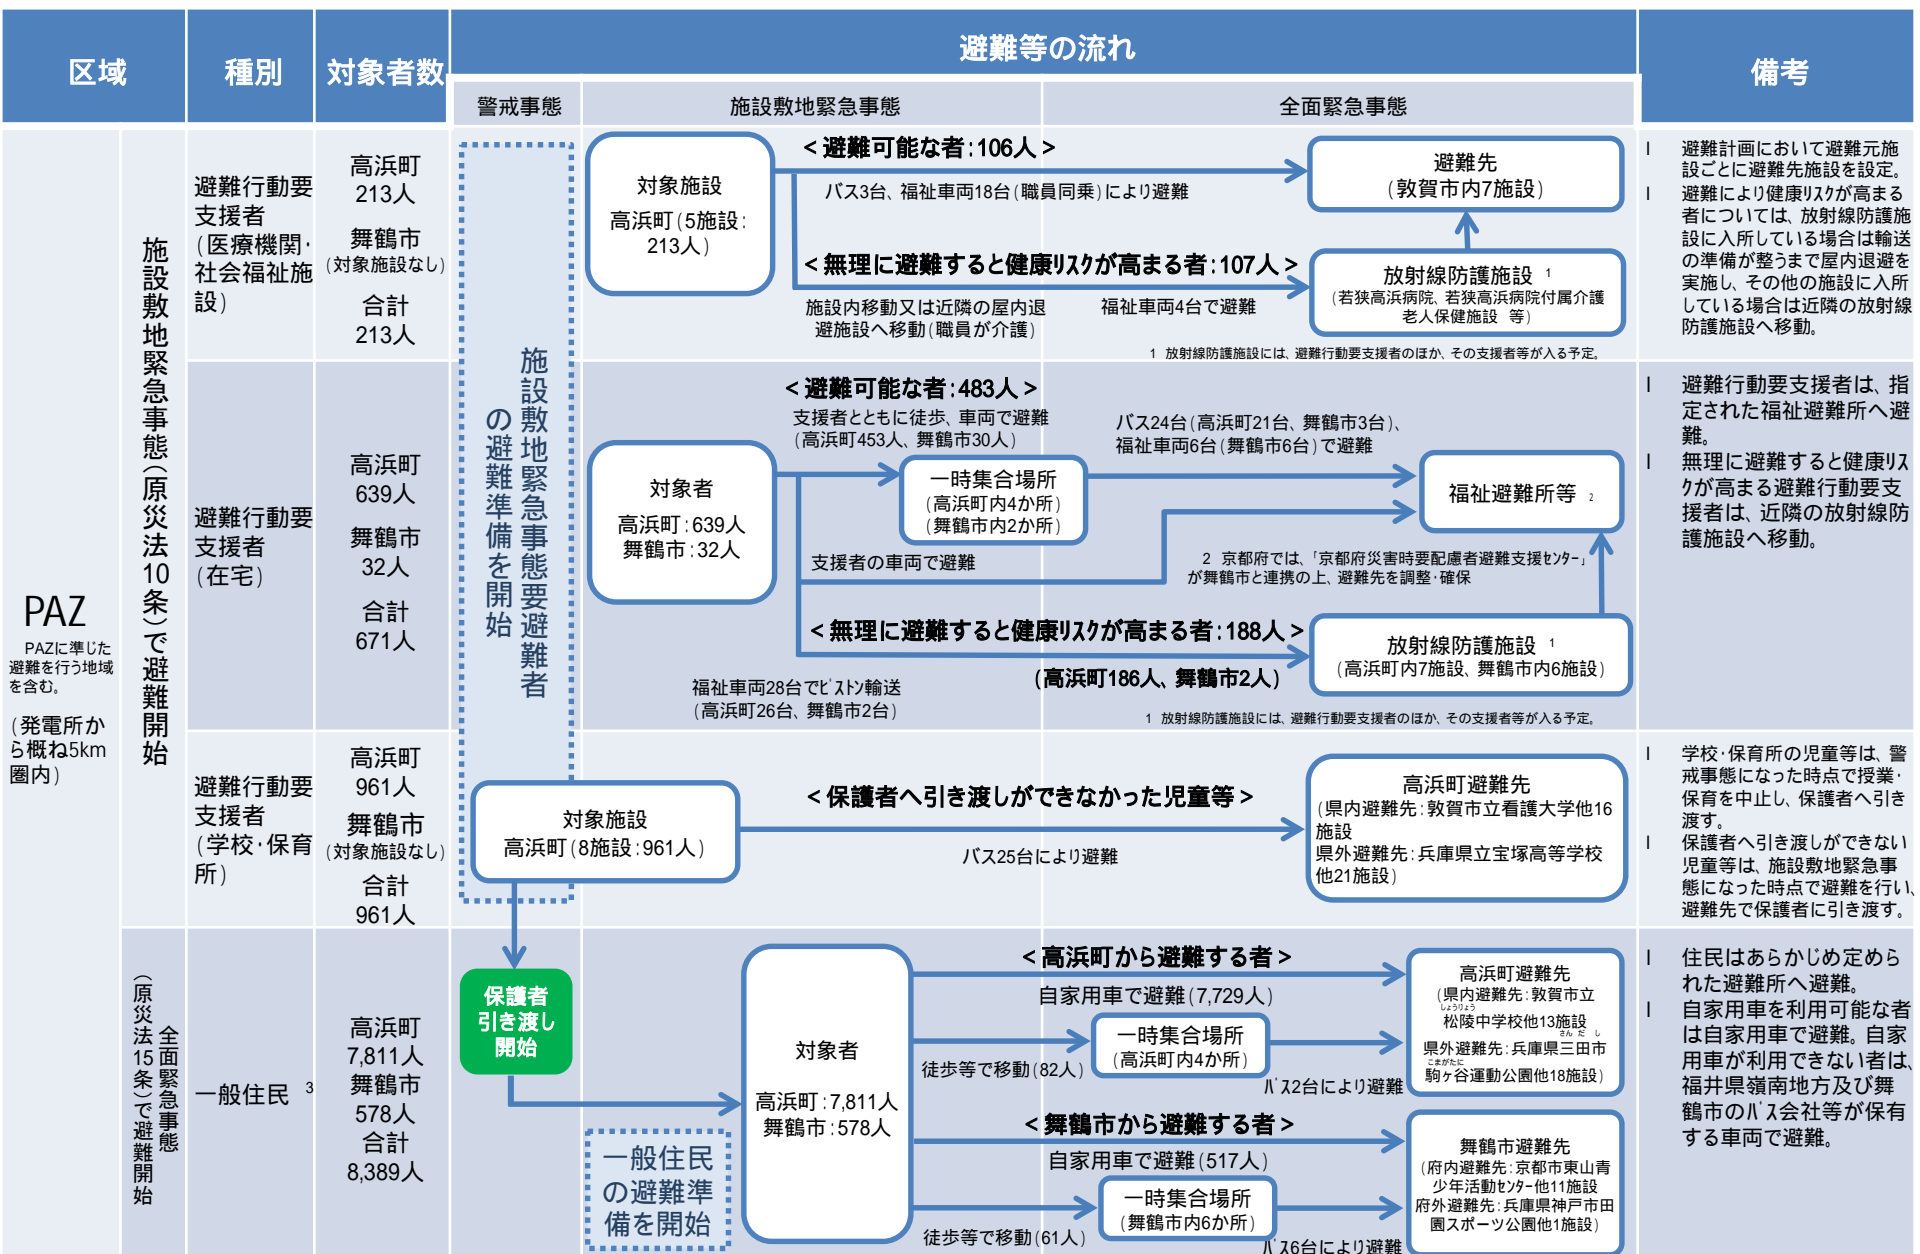 区域
種別
対象者数
避難等の流れ
備考
警戒事態
施設敷地緊急事態
全面緊急事態
PAZ
PAZに準じた
避難を行う地域
を含む。
(発電所か
ら概ね5km
圏内)
施設敷地緊急事態(原災法10条)で避難開始
避難行動要
支援者
(医療機関・
社会福祉施
設)
高浜町
213人
舞鶴市
(対象施設なし)
合計
213人
施設敷地緊急事態要避難者
の避難準備を開始
対象施設
高浜町(5施設:
213人)
<避難可能な者:106人>
バス3台、福祉車両18台(職員同乗)により避難
避難先
(敦賀市内7施設)
<無理に避難すると健康リスクが高まる者:107人>
施設内移動又は近隣の屋内退
避施設へ移動(職員が介護)
福祉車両4台で避難
放射線防護施設 1
(若狭高浜病院、若狭高浜病院付属介護
老人保健施設 等)
1 放射線防護施設には、避難行動要支援者のほか、その支援者等が入る予定。
l 避難計画において避難元施
設ごとに避難先施設を設定。
l 避難により健康リスクが高まる
者については、放射線防護施
設に入所している場合は輸送
の準備が整うまで屋内退避を
実施し、その他の施設に入所
している場合は近隣の放射線
防護施設へ移動。
避難行動要
支援者
(在宅)
高浜町
639人
舞鶴市
32人
合計
671人
対象者
高浜町:639人
舞鶴市:32人
<避難可能な者:483人>
支援者とともに徒歩、車両で避難
(高浜町453人、舞鶴市30人)
一時集合場所
(高浜町内4か所)
(舞鶴市内2か所)
バス24台(高浜町21台、舞鶴市3台)、
福祉車両6台(舞鶴市6台)で避難
福祉避難所等 2
支援者の車両で避難
2 京都府では、「京都府災害時要配慮者避難支援センター」
が舞鶴市と連携の上、避難先を調整・確保
<無理に避難すると健康リスクが高まる者:188人>
(高浜町186人、舞鶴市2人)
福祉車両28台でピストン輸送
(高浜町26台、舞鶴市2台)
放射線防護施設 1
(高浜町内7施設、舞鶴市内6施設)
1 放射線防護施設には、避難行動要支援者のほか、その支援者等が入る予定。
l 避難行動要支援者は、指
定された福祉避難所へ避
難。
l 無理に避難すると健康リス
クが高まる避難行動要支
援者は、近隣の放射線防
護施設へ移動。
避難行動要
支援者
(学校・保育
所)
高浜町
961人
舞鶴市
(対象施設なし)
合計
961人
対象施設
高浜町(8施設:961人)
<保護者へ引き渡しができなかった児童等>
バス25台により避難
高浜町避難先
(県内避難先:敦賀市立看護大学他16
施設
県外避難先:兵庫県立宝塚高等学校
他21施設)
l 学校・保育所の児童等は、警
戒事態になった時点で授業・
保育を中止し、保護者へ引き
渡す。
l 保護者へ引き渡しができない
児童等は、施設敷地緊急事
態になった時点で避難を行い、
避難先で保護者に引き渡す。
全面緊急事態
(原災法15条)で避難開始
一般住民 3
高浜町
7,811人
舞鶴市
578人
合計
8,389人
保護者
引き渡し
開始
一般住民
の避難準
備を開始
対象者
高浜町:7,811人
舞鶴市:578人
<高浜町から避難する者>
自家用車で避難(7,729人)
一時集合場所
(高浜町内4か所)
徒歩等で移動(82人)
バス2台により避難
高浜町避難先
(県内避難先:敦賀市立
しょうりょう
松陵中学校他13施設
さんだし
県外避難先:兵庫県三田市
こまがたに
駒ヶ谷運動公園他18施設)
<舞鶴市から避難する者>
自家用車で避難(517人)
一時集合場所
(舞鶴市内6か所)
徒歩等で移動(61人)
バス6台により避難
舞鶴市避難先
(府内避難先:京都市東山青
少年活動センター他11施設
府外避難先:兵庫県神戸市田
園スポーツ公園他1施設)
l 住民はあらかじめ定めら
れた避難所へ避難。
l 自家用車を利用可能な者
は自家用車で避難。自家
用車が利用できない者は、
福井県嶺南地方及び舞
鶴市のバス会社等が保有
する車両で避難。